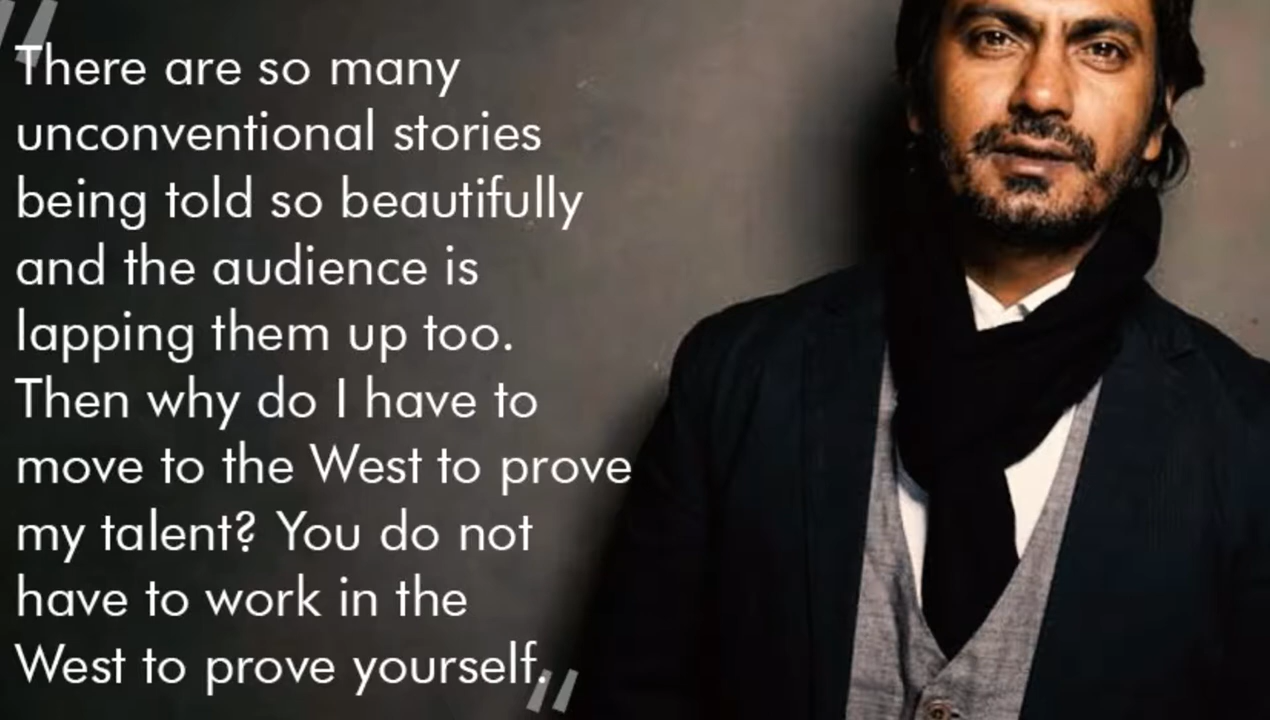 "There are so many
unconventional stories
being told so beautifully
and the audience is
lapping them up too.
Then why do I have to
move to the West to prove
my talent? You do not
have to work in the
West to prove yourself."